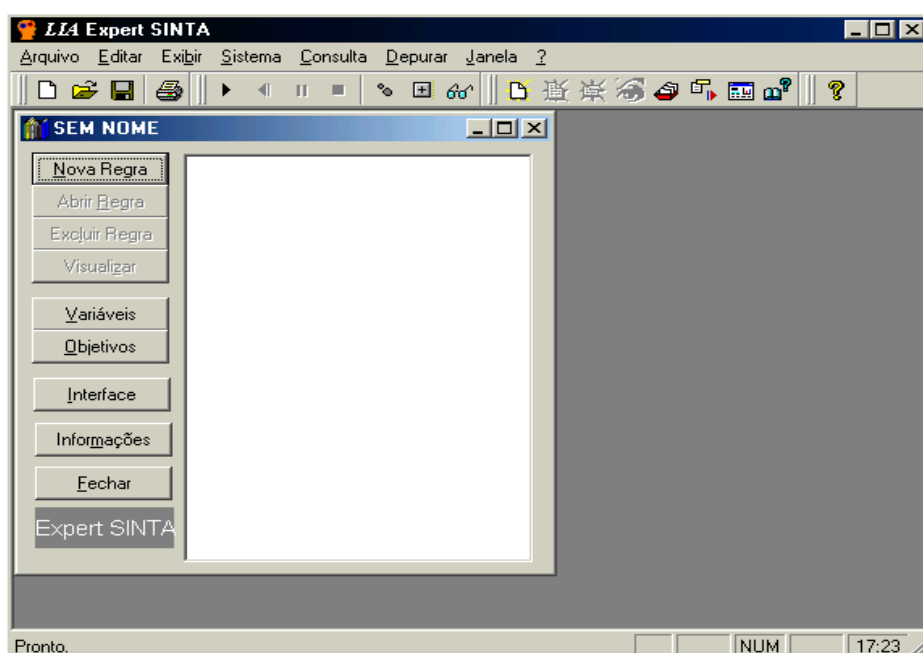 LIA Expert SINTA
Arquivo Editar Exibir Sistema Consulta Depurar Janela ?
SEM NOME
Nova Regra
Abrir Regra
Excluir Regra
Visualizar
Variáveis
Objetivos
Interface
Informações
Fechar
Expert SINTA
Pronto. NUM 17:23